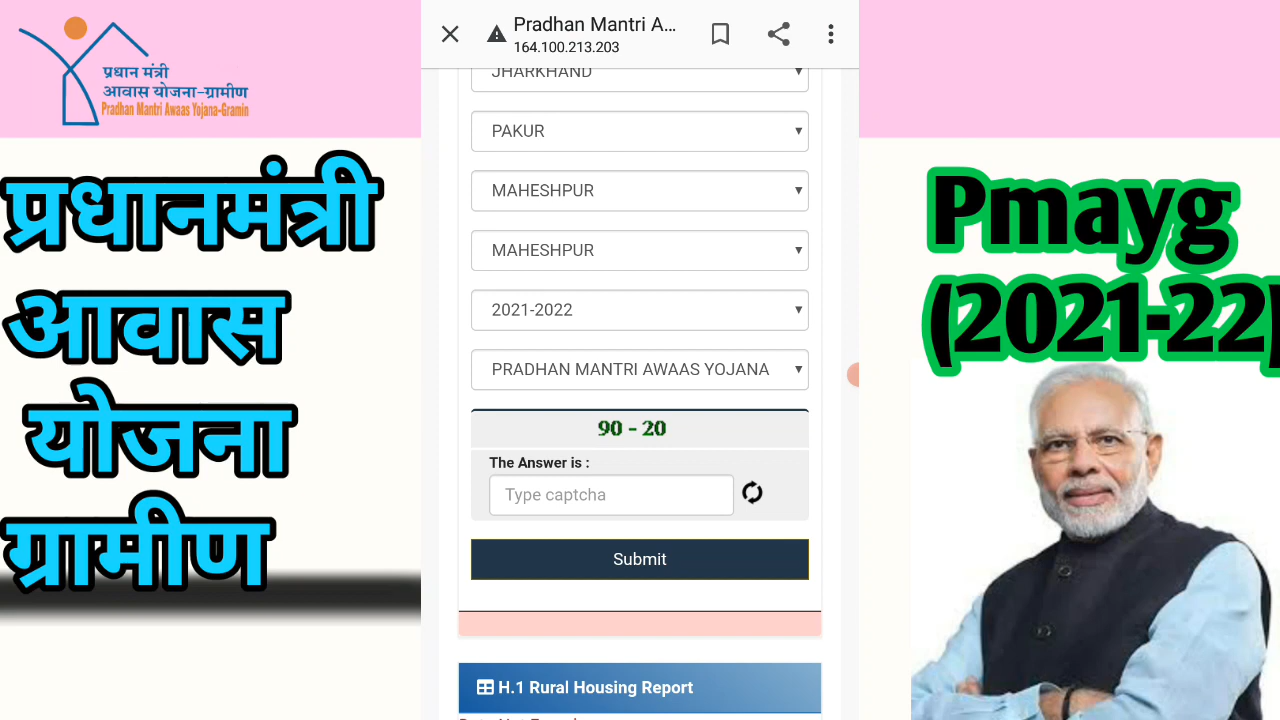 प्रधान मंत्री
आवास योजना-ग्रामीण
Pradhan Mantri Awaas Yojana-Gramin
प्रधानमंत्री
आवास
योजना
ग्रामीण
Pradhan Mantri A...
164.100.213.203
JHARKHAND
PAKUR
MAHESHPUR
MAHESHPUR
2021-2022
PRADHAN MANTRI AWAAS YOJANA
90 - 20
The Answer is :
Type captcha
Submit
H.1 Rural Housing Report
Pmayg
(2021-22)